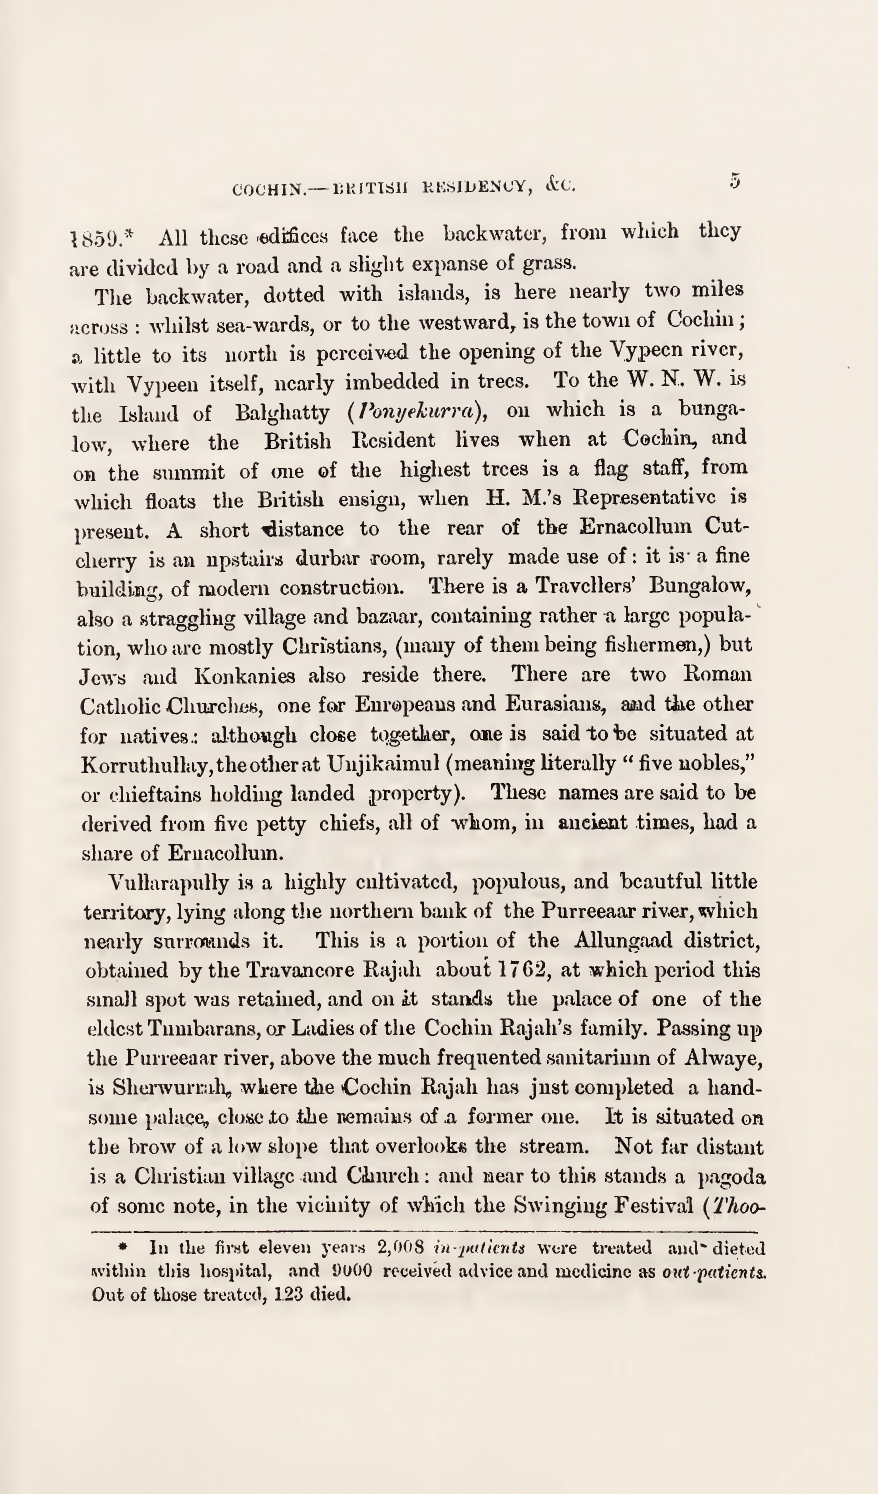 COCHIN.—BRITISH RESIDENCY, &C. 5
1859.* All these edifices face the backwater, from which they
are divided by a road and a slight expanse of grass.
The backwater, dotted with islands, is here nearly two miles
across : whilst sea-wards, or to the westward, is the town of Cochin ;
a little to its north is perceived the opening of the Vypeen river,
with Vypeen itself, nearly imbedded in trees. To the W. N. W. is
the Island of Balghatty (Ponyekurra), on which is a bunga-
low, where the British Resident lives when at Cochin, and
on the summit of one of the highest trees is a flag staff, from
which floats the British ensign, when H. M.'s Representative is
present. A short distance to the rear of the Ernacollum Cut-
cherry is an upstairs durbar room, rarely made use of : it is a fine
building, of modern construction. There is a Travellers' Bungalow,
also a straggling village and bazaar, containing rather a large popula-
tion, who are mostly Christians, (many of them being fishermen,) but
Jews and Konkanies also reside there. There are two Roman
Catholic Churches, one for Europeans and Eurasians, and the other
for natives : although close together, one is said to be situated at
Korruthullay, the other at Unjikaimul (meaning literally " five nobles,"
or chieftains holding landed property). These names are said to be
derived from five petty chiefs, all of whom, in ancient times, had a
share of Ernacollum.
Vullarapully is a highly cultivated, populous, and beautful little
territory, lying along the northern bank of the Purreeaar river, which
nearly surrounds it. This is a portion of the Allungaad district,
obtained by the Travancore Rajah about 1762, at which period this
small spot was retained, and on it stands the palace of one of the
eldest Tumbarans, or Ladies of the Cochin Rajah's family. Passing up
the Purreeaar river, above the much frequented sanitarium of Alwaye,
is Sherwurrah, where the Cochin Rajah has just completed a hand-
some palace, close to the remains of a former one. It is situated on
the brow of a low slope that overlooks the stream. Not far distant
is a Christian village and Church : and near to this stands a pagoda
of some note, in the vicinity of which the Swinging Festival (Thoo-
* In the first eleven years 2,008 in-patients were treated and dieted
within this hospital, and 9000 received advice and medicine as out-patients.
Out of those treated, 123 died.